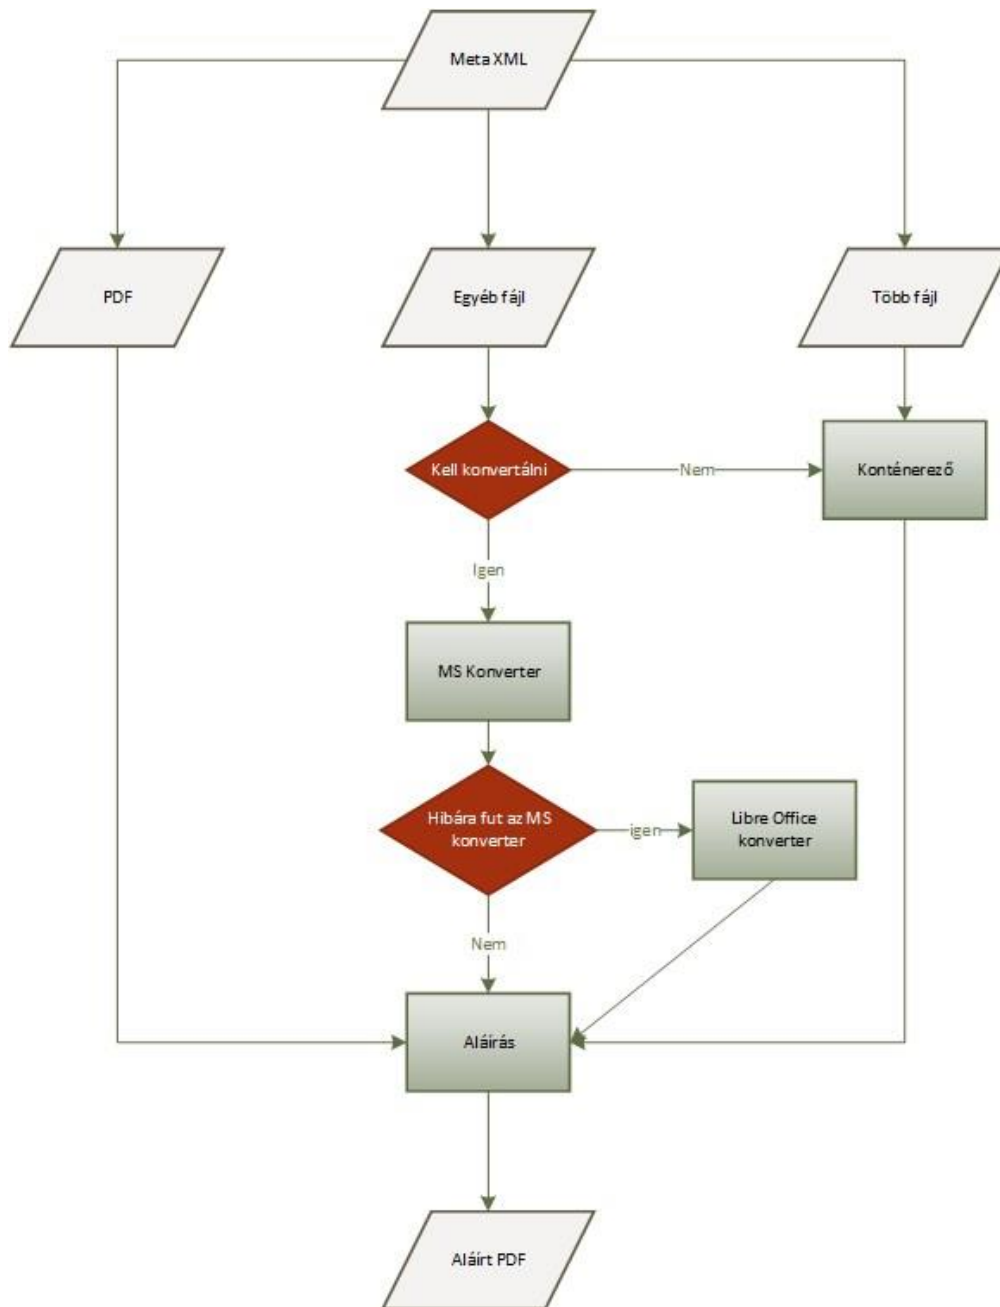 Meta XML
PDF
Egyéb fájl
Több fájl
Kell konvertálni
Nem
Konténerező
Igen
MS Konverter
Hibára fut az MS
konverter
igen
Libre Office
konverter
Nem
Aláírás
Aláírt PDF